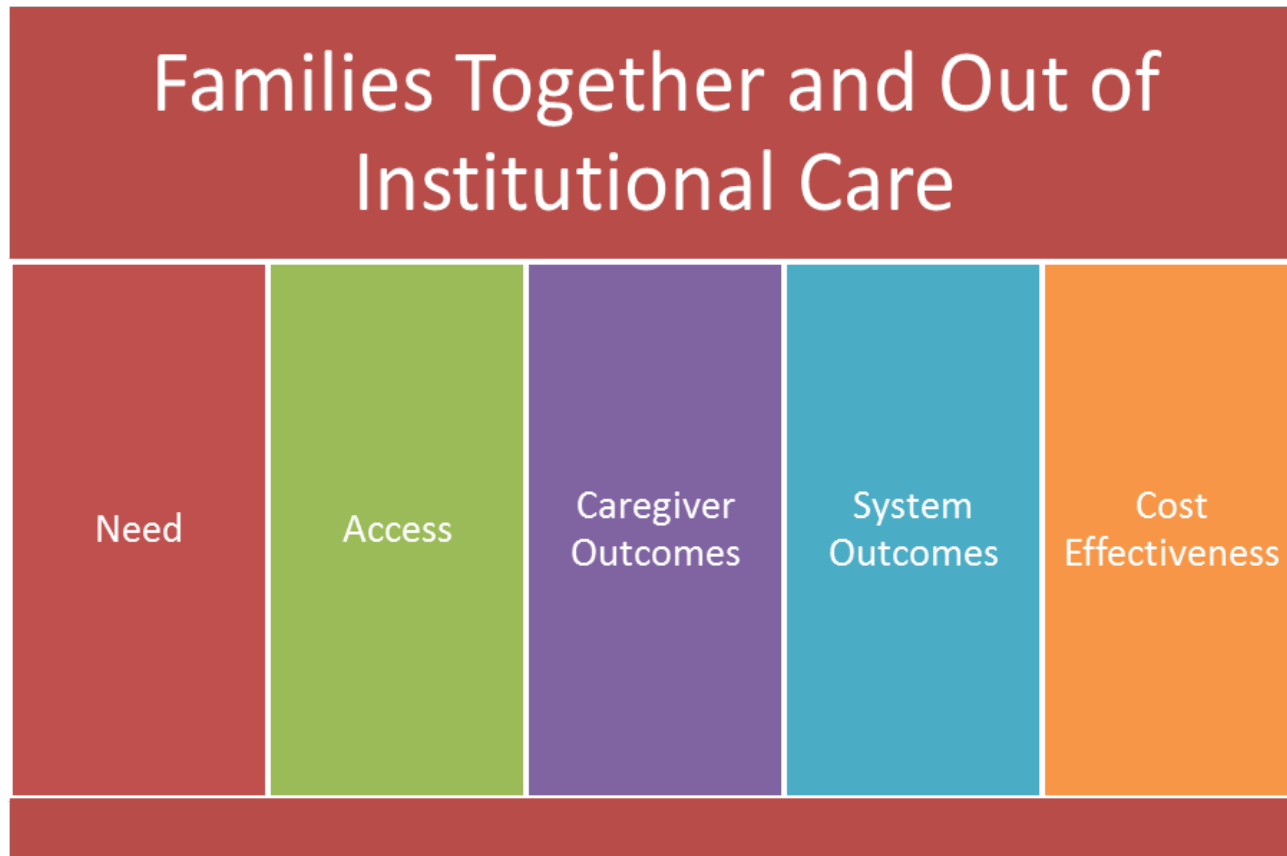 Families Together and Out of
Institutional Care
Need
Access
Caregiver
Outcomes
System
Outcomes
Cost
Effectiveness